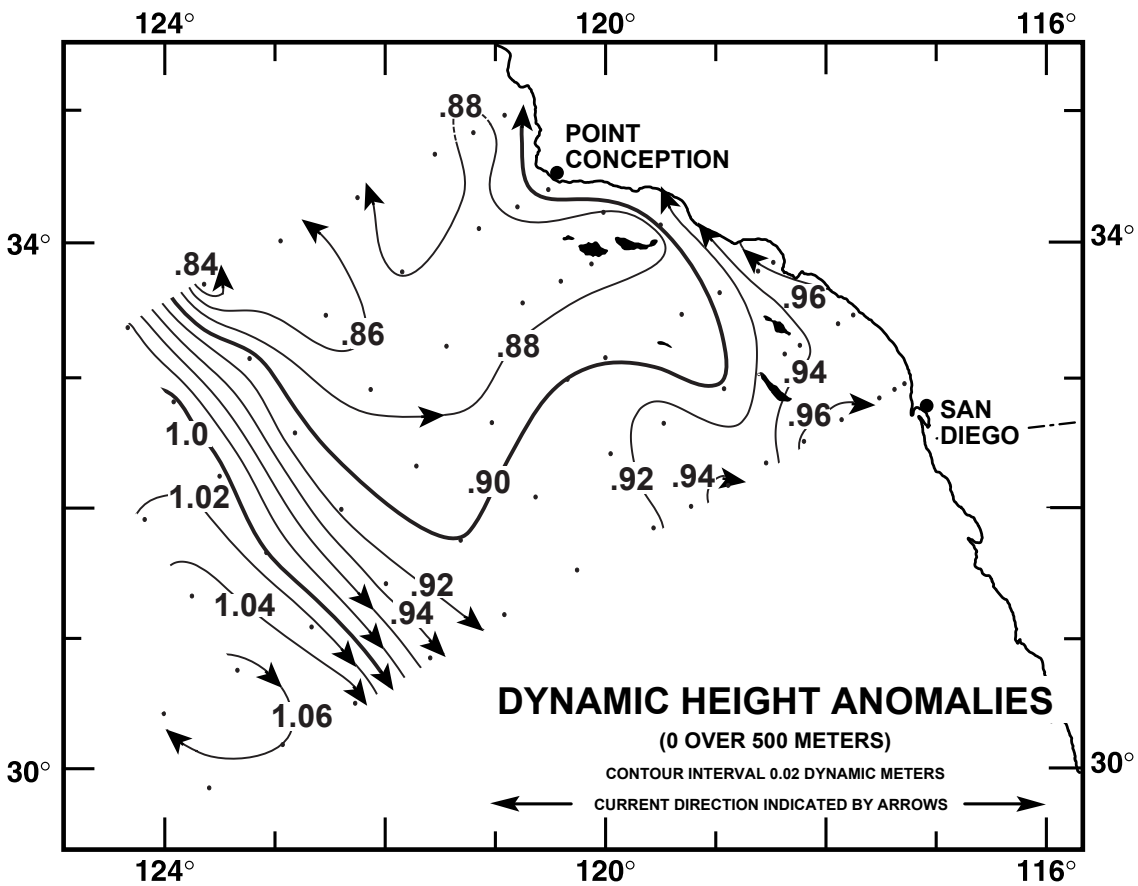 124° 120° 116°
.88
POINT
CONCEPTION
34° 34°
.84
.96
.86
.88
.94
.96
SAN
DIEGO
1.0
.90
.92 .94
1.02
.92
.94
1.04
DYNAMIC HEIGHT ANOMALIES
1.06
(0 OVER 500 METERS)
30° 30°
CONTOUR INTERVAL 0.02 DYNAMIC METERS
CURRENT DIRECTION INDICATED BY ARROWS
124° 120° 116°